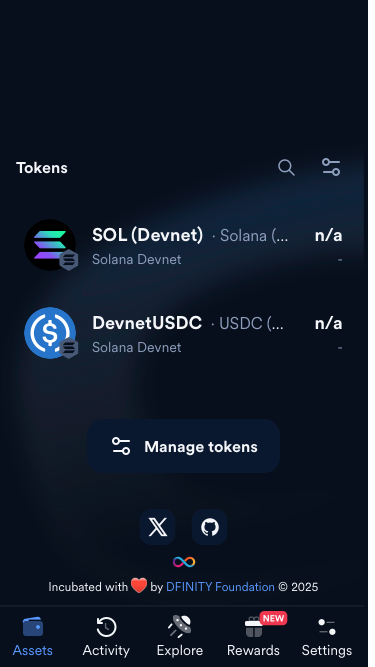 Tokens
SOL (Devnet) · Solana (... n/a
Solana Devnet -
DevnetUSDC · USDC (... n/a
Solana Devnet -
Manage tokens
Incubated with ❤️ by DFINITY Foundation © 2025
NEW
Assets Activity Explore Rewards Settings